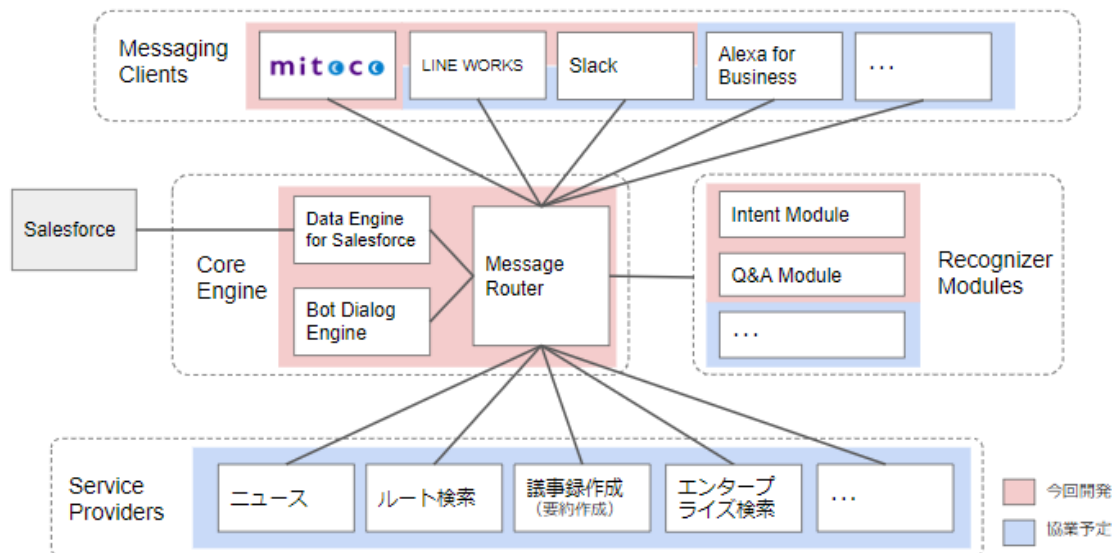 Messaging
Clients
mitoco
LINE WORKS
Slack
Alexa for
Business
...
Salesforce
Core
Engine
Data Engine
for Salesforce
Bot Dialog
Engine
Message
Router
Intent Module
Q&A Module
...
Recognizer
Modules
Service
Providers
ニュース
ルート検索
議事録作成
(要約作成)
エンタープ
ライズ検索
...
今回開発
協業予定